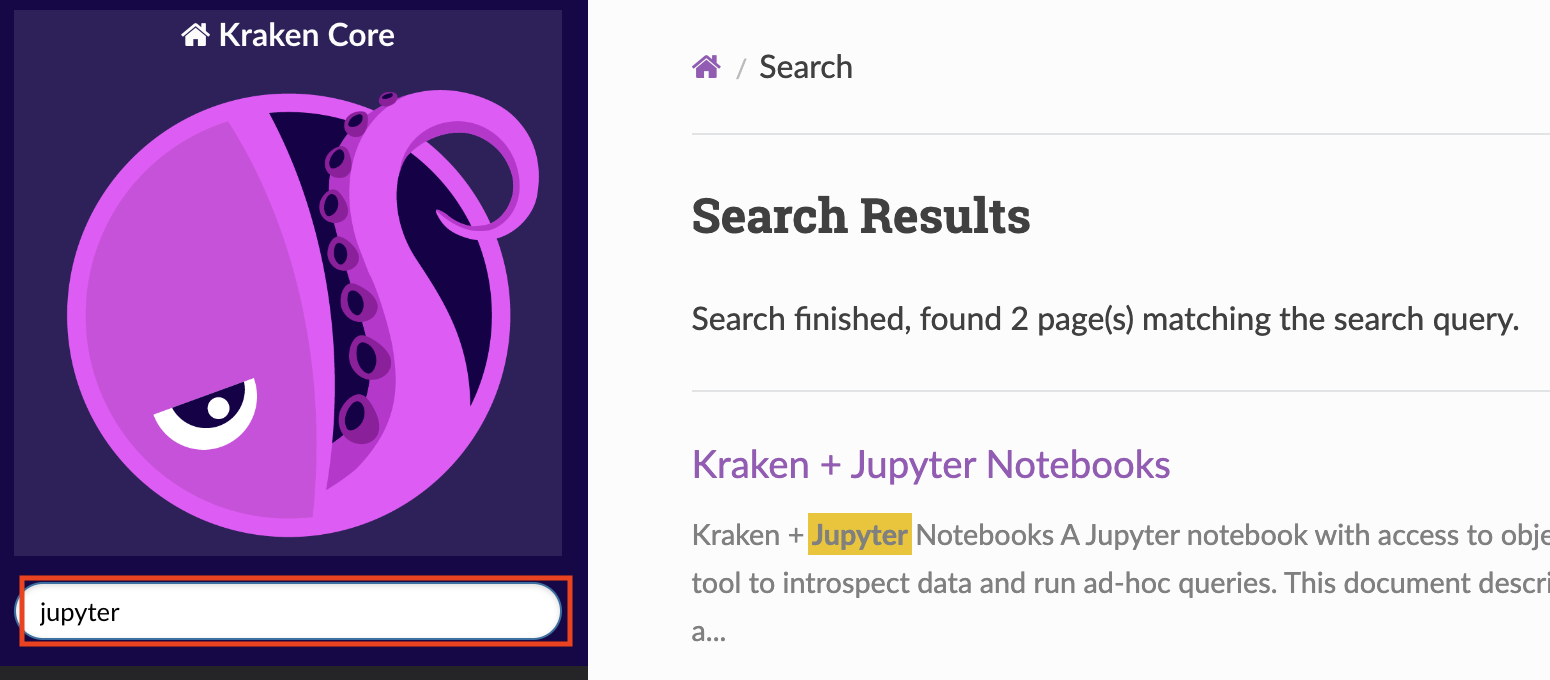 Kraken Core
jupyter
/ Search
Search Results
Search finished, found 2 page(s) matching the search query.
Kraken + Jupyter Notebooks
Kraken + Jupyter Notebooks A Jupyter notebook with access to obje
tool to introspect data and run ad-hoc queries. This document descri
a...